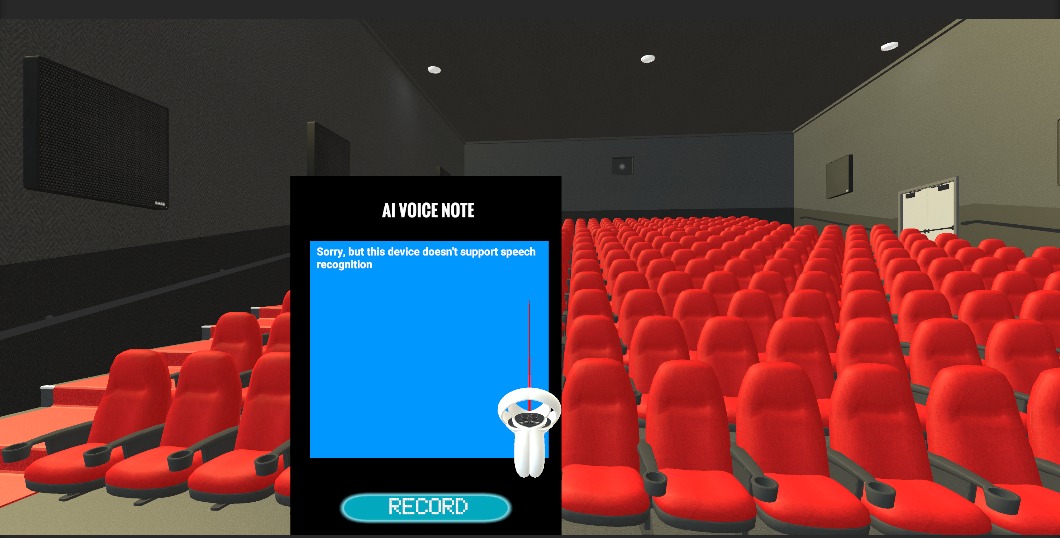 AI VOICE NOTE
Sorry, but this device doesn't support speech
recognition
RECORD